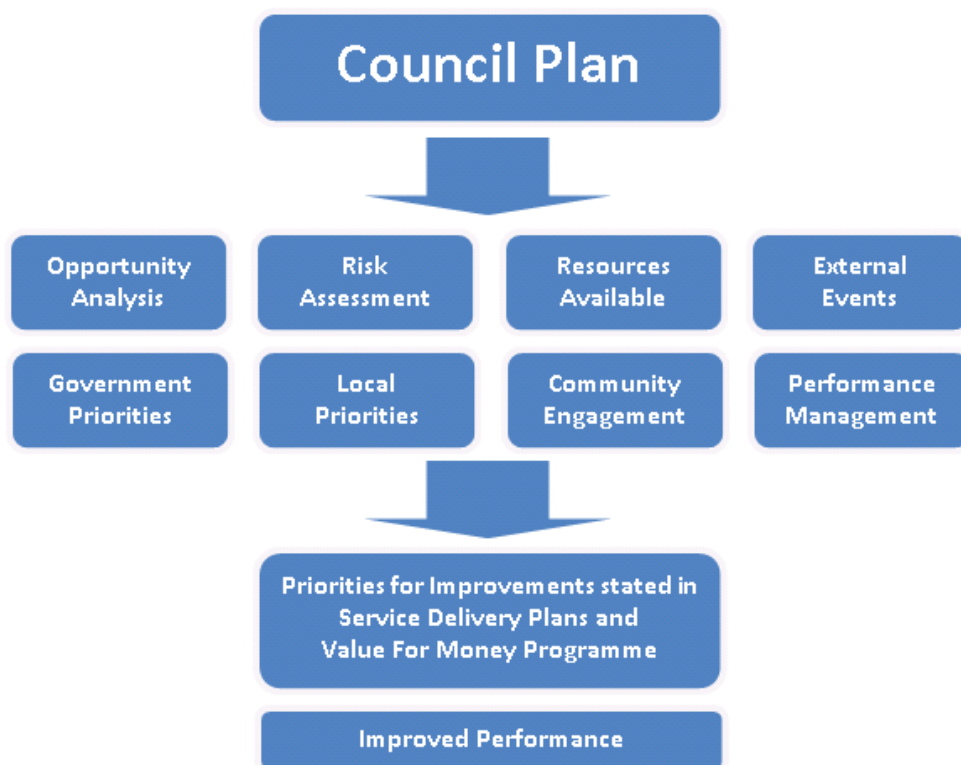 Council Plan
Opportunity
Analysis
Risk
Assessment
Resources
Available
External
Events
Government
Priorities
Local
Priorities
Community
Engagement
Performance
Management
Priorities for Improvements stated in
Service Delivery Plans and
Value For Money Programme
Improved Performance